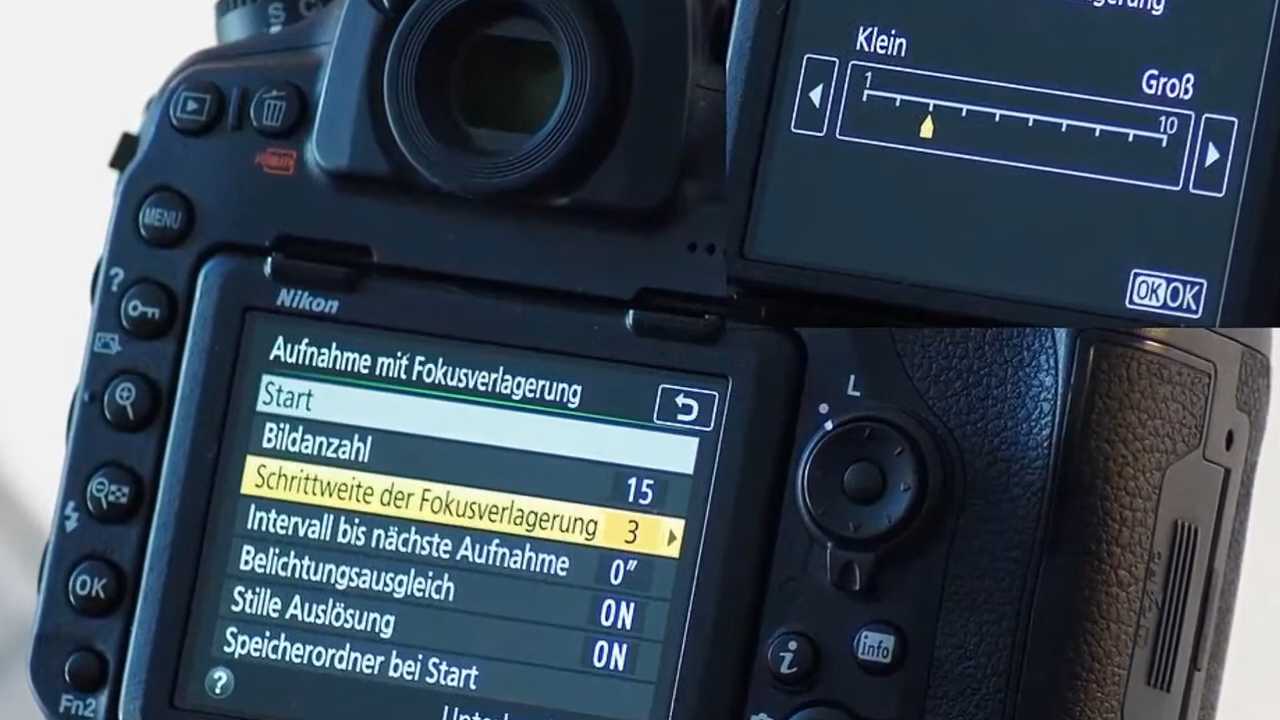 S
Klein
Groß
1
10
OK OK
MENU
?
Nikon
OK
Fn2
Aufnahme mit Fokusverlagerung
Start
Bildanzahl 15
Schrittweite der Fokusverlagerung 3
Intervall bis nächste Aufnahme 0"
Belichtungsausgleich ON
Stille Auslösung ON
Speicherordner bei Start
?
L
i
info